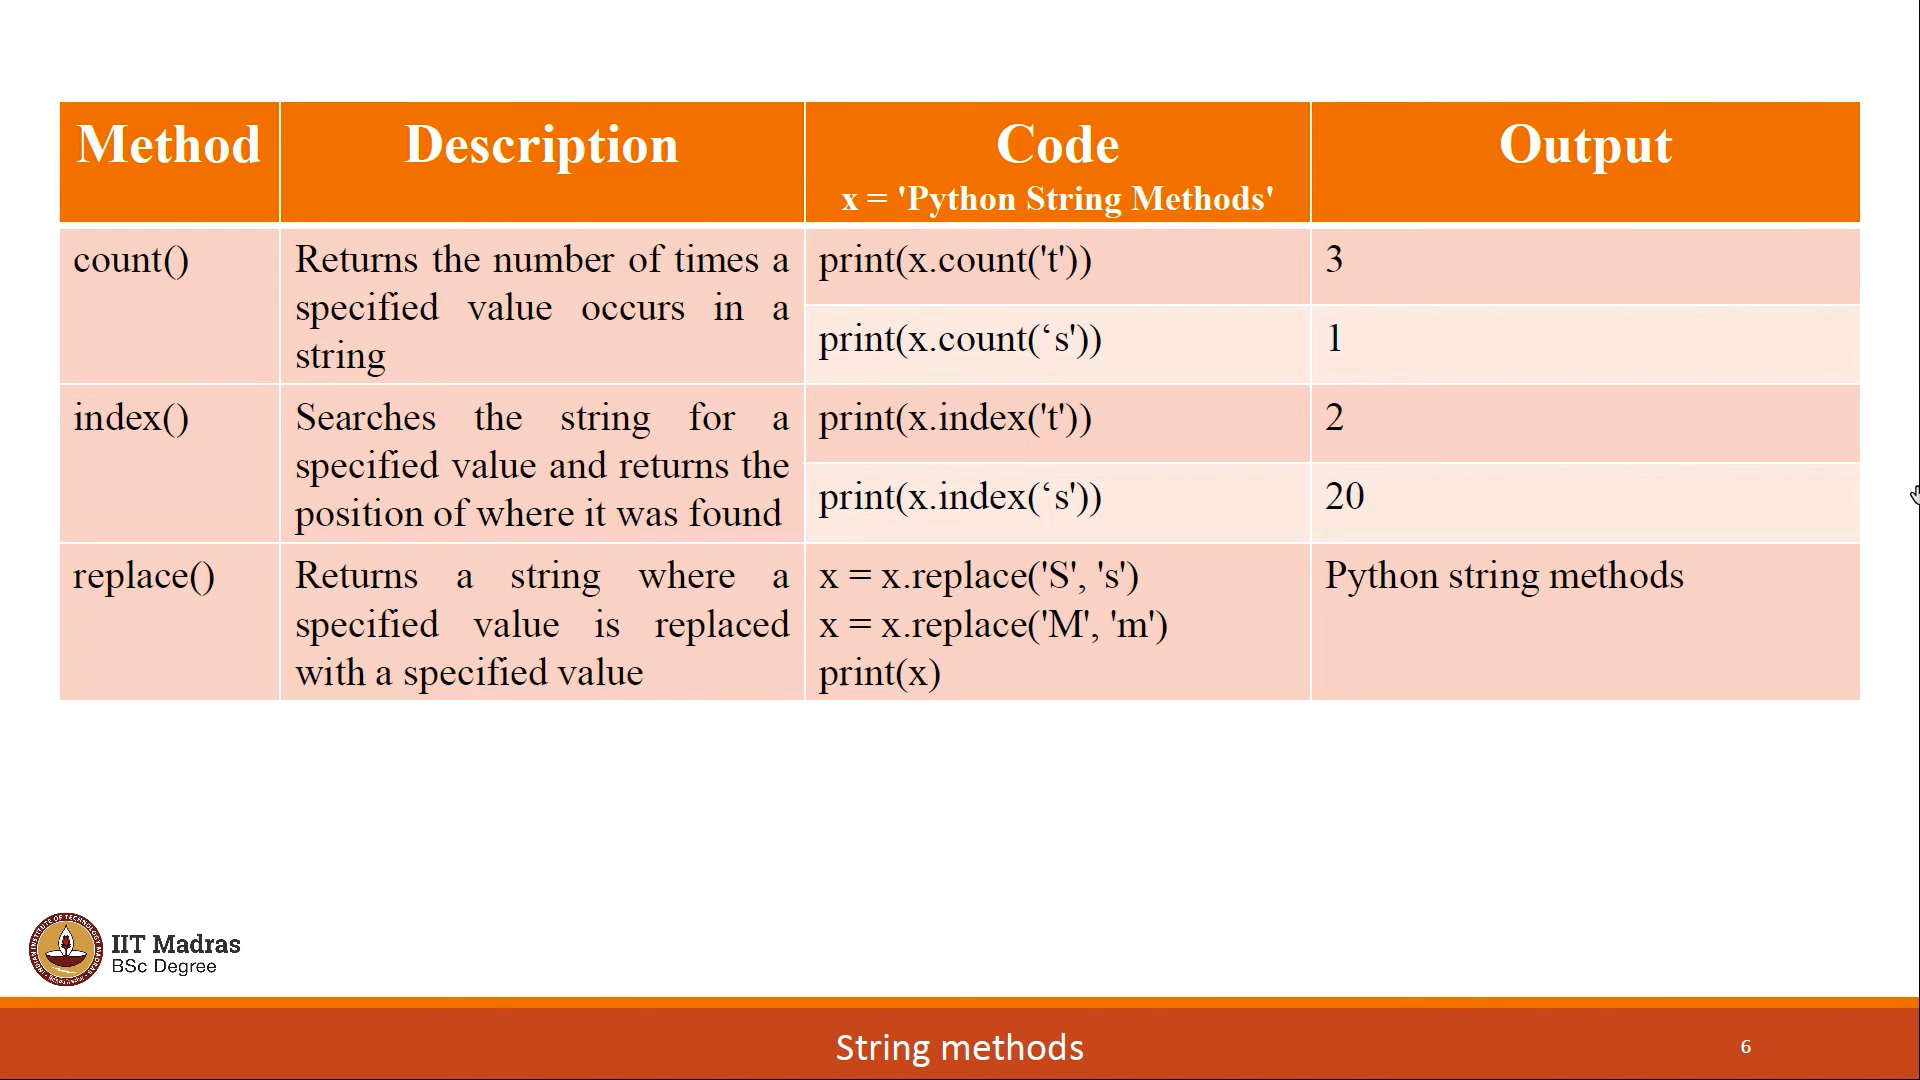 Method
Description
Code
x = 'Python String Methods'
Output
count()
Returns the number of times a
specified value occurs in a
string
print(x.count('t'))
3
print(x.count(‘s'))
1
index()
Searches the string for a
specified value and returns the
position of where it was found
print(x.index('t'))
2
print(x.index(‘s'))
20
replace()
Returns a string where a
specified value is replaced
with a specified value
x = x.replace('S', 's')
x = x.replace('M', 'm')
print(x)
Python string methods
IIT Madras
BSc Degree
String methods
6